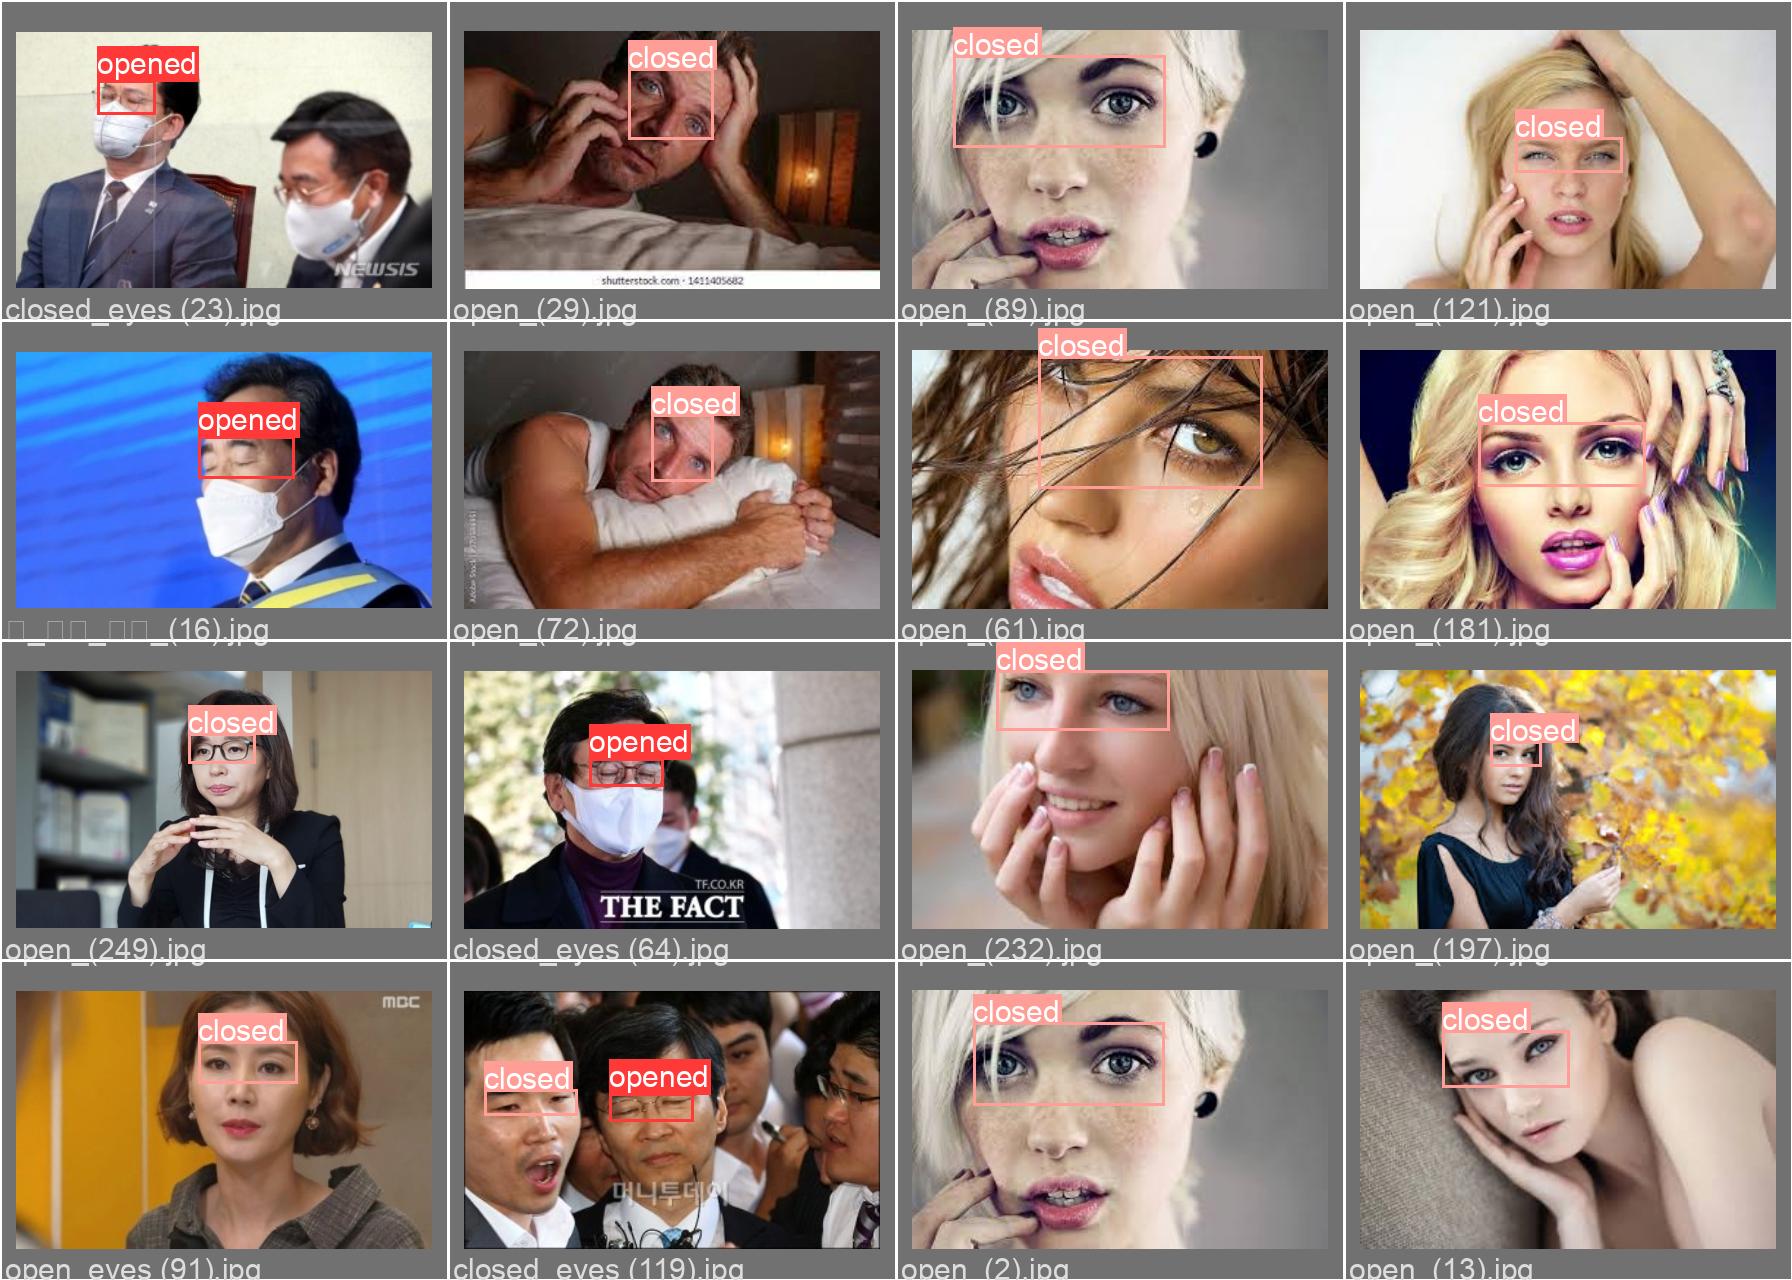 opened
NEWSIS
closed_eyes (23).jpg
closed
shutterstock.com · 1411405682
open_(29).jpg
closed
open_(89).jpg
closed
open_(121).jpg
opened
(16).jpg
closed
open_(72).jpg
closed
open_(61).jpg
closed
open_(181).jpg
closed
open_(249).jpg
opened
TF.CO.KR
THE FACT
closed_eyes (64).jpg
closed
open_(232).jpg
closed
open_(197).jpg
MBC
closed
open_eyes (91).jpg
closed
opened
머니투데이
closed_eyes (119).jpg
closed
open_(2).jpg
closed
open_(13).jpg